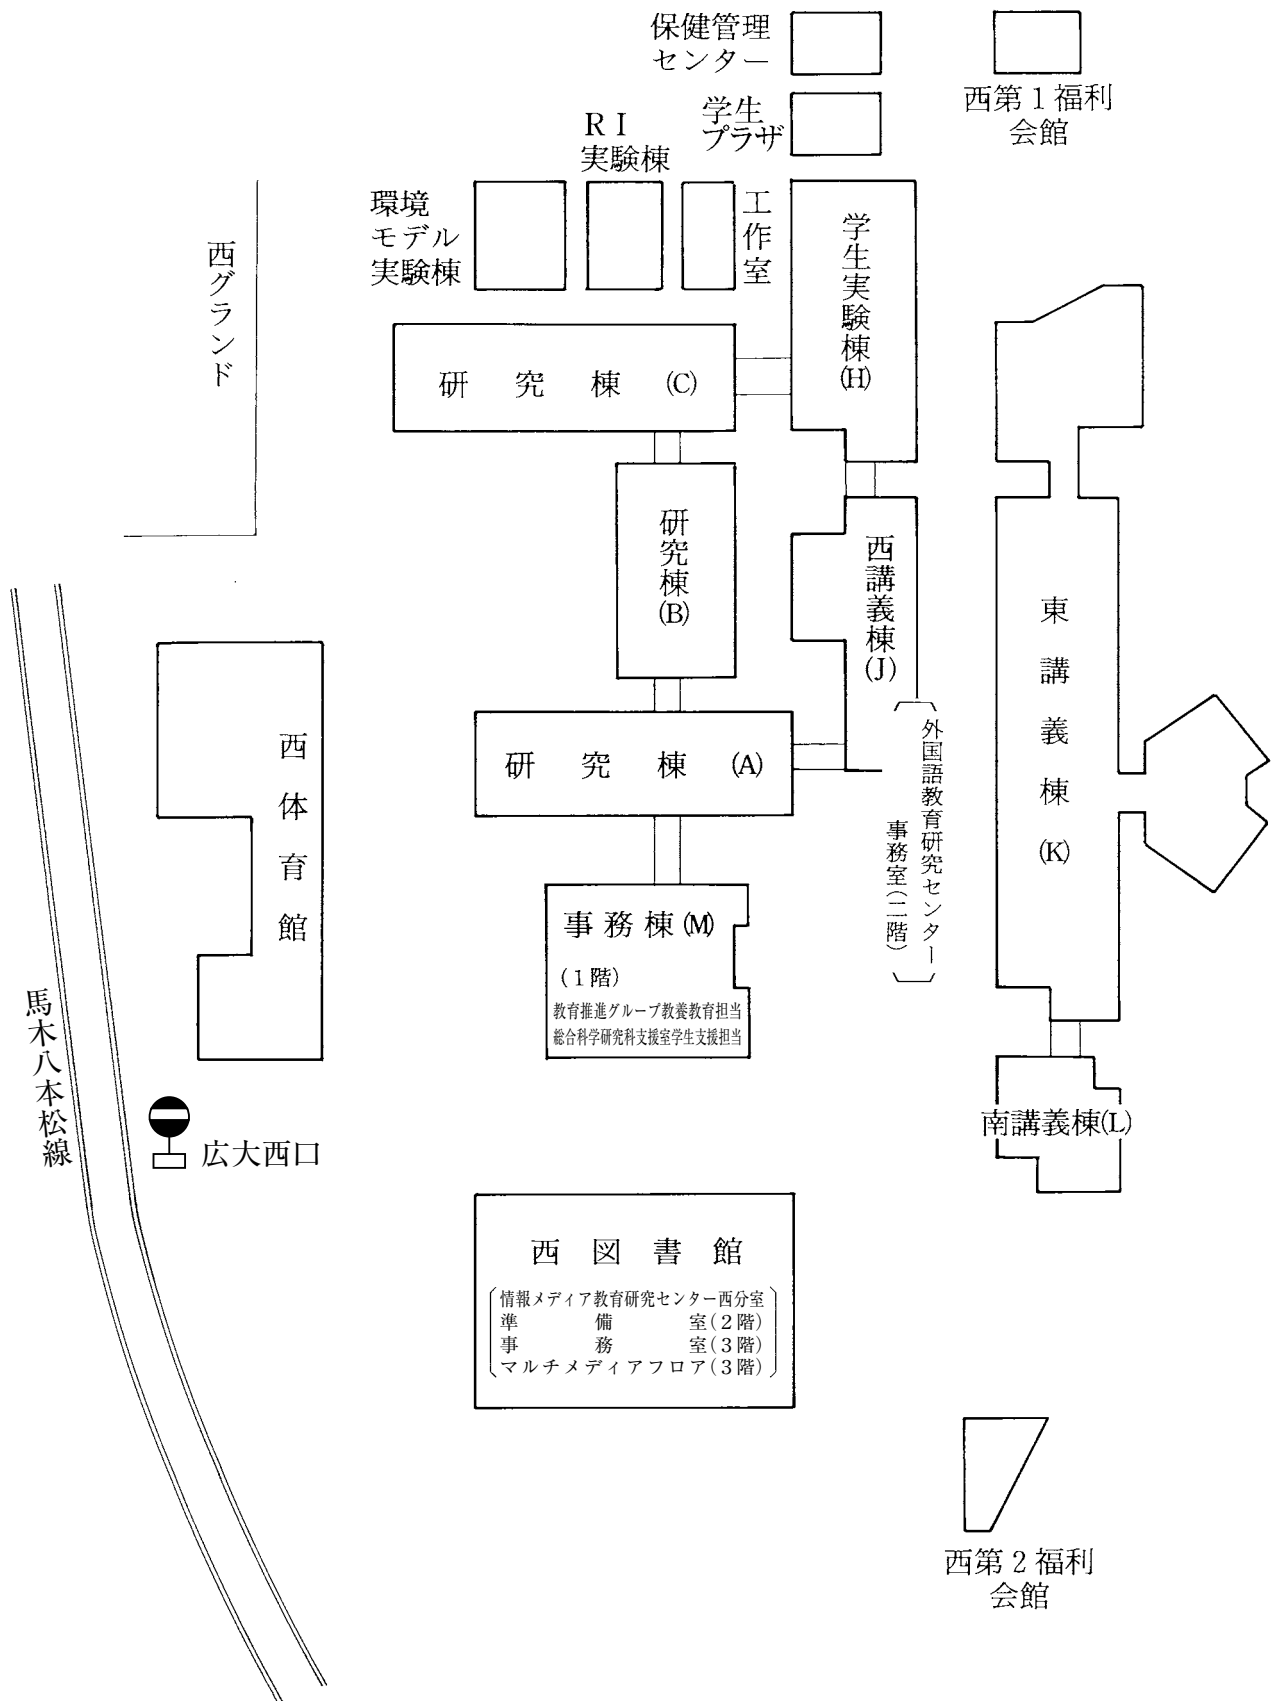 保健管理
センター
西第1福利
会館
学生
プラザ
RI
実験棟
環境
モデル
実験棟
工作室
学生実験棟(H)
西グランド
研究棟(C)
研究棟(B)
西講義棟(J)
東講義棟(K)
研究棟(A)
外国語教育研究センター
事務室(二階)
西体育館
事務棟(M)
(1階)
教育推進グループ教養教育担当
総合科学研究科支援室学生支援担当
馬木八本松線
広大西口
南講義棟(L)
西図書館
情報メディア教育研究センター西分室
準備室(2階)
事務室(3階)
マルチメディアフロア(3階)
西第2福利
会館